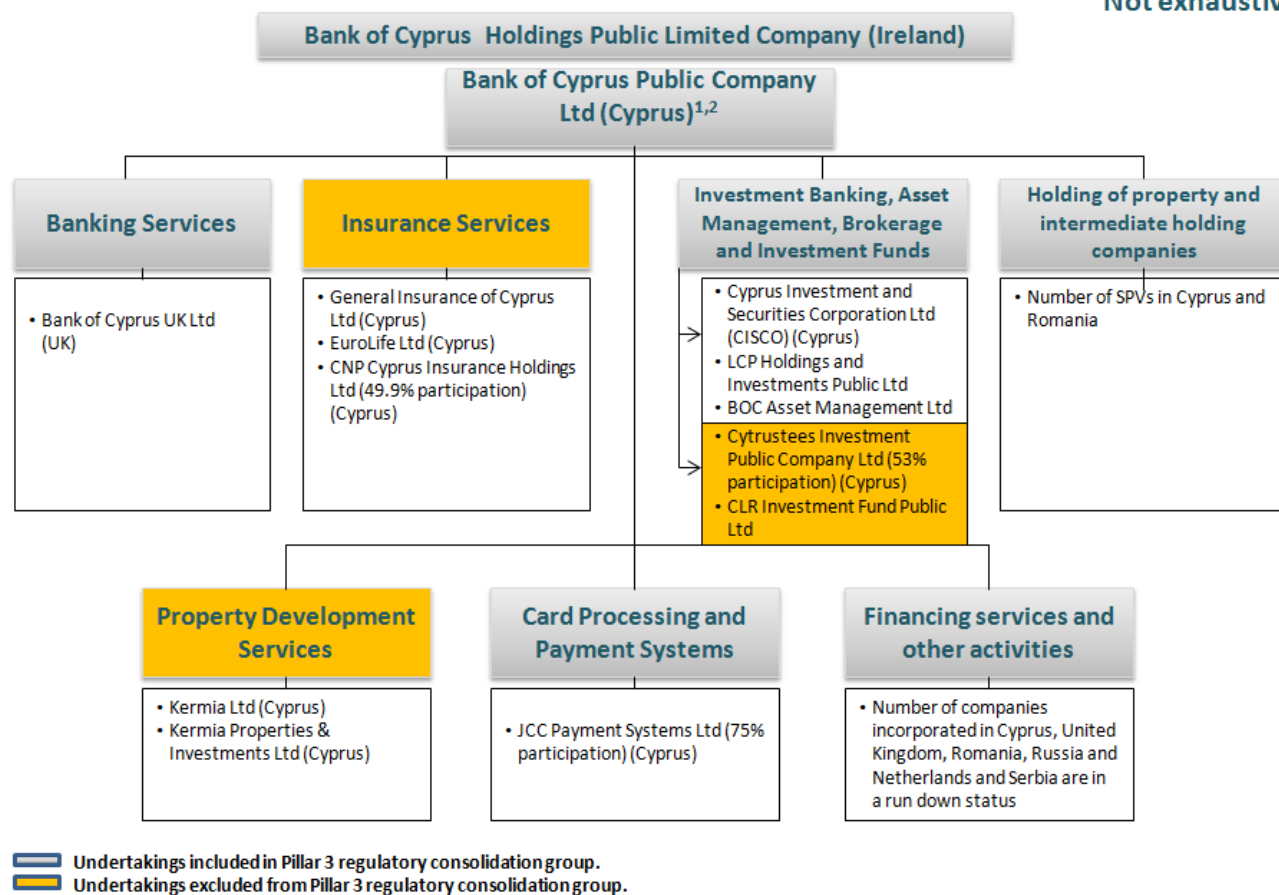 Not exhaustiv
Bank of Cyprus Holdings Public Limited Company (Ireland)
Bank of Cyprus Public Company
Ltd (Cyprus)1,2
Banking Services
Insurance Services
Investment Banking, Asset
Management, Brokerage
and Investment Funds
Holding of property and
intermediate holding
companies
• Bank of Cyprus UK Ltd
(UK)
• General Insurance of Cyprus
Ltd (Cyprus)
• EuroLife Ltd (Cyprus)
• CNP Cyprus Insurance Holdings
Ltd (49.9% participation)
(Cyprus)
• Cyprus Investment and
Securities Corporation Ltd
(CISCO) (Cyprus)
• LCP Holdings and
Investments Public Ltd
• BOC Asset Management Ltd
• Cytrustees Investment
Public Company Ltd (53%
participation) (Cyprus)
• CLR Investment Fund Public
Ltd
• Number of SPVs in Cyprus and
Romania
Property Development
Services
Card Processing and
Payment Systems
Financing services and
other activities
• Kermia Ltd (Cyprus)
• Kermia Properties &
Investments Ltd (Cyprus)
• JCC Payment Systems Ltd (75%
participation) (Cyprus)
• Number of companies
incorporated in Cyprus, United
Kingdom, Romania, Russia and
Netherlands and Serbia are in
a run down status
Undertakings included in Pillar 3 regulatory consolidation group.
Undertakings excluded from Pillar 3 regulatory consolidation group.